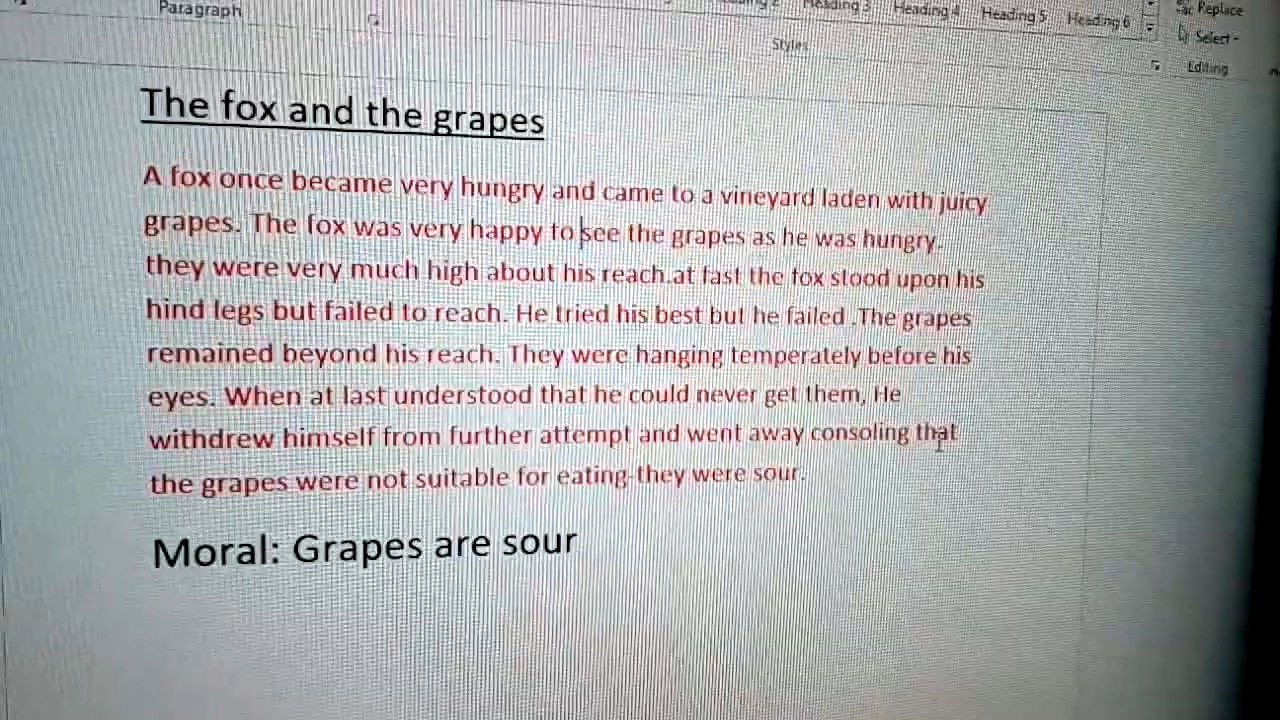 Paragraph
Heading 3 Heading 4 Heading 5 Heading 6
Replace
Select
Styles
Editing
The fox and the grapes
A fox once became very hungry and came to a vineyard laden with juicy
grapes. The fox was very happy to see the grapes as he was hungry.
they were very much high about his reach.at fast the fox stood upon his
hind legs but failed to reach. He tried his best but he failed .The grapes
remained beyond his reach. They were hanging temperately before his
eyes. When at last understood that he could never get them, He
withdrew himself from further attempt and went away consoling that
the grapes were not suitable for eating-they were sour.
Moral: Grapes are sour